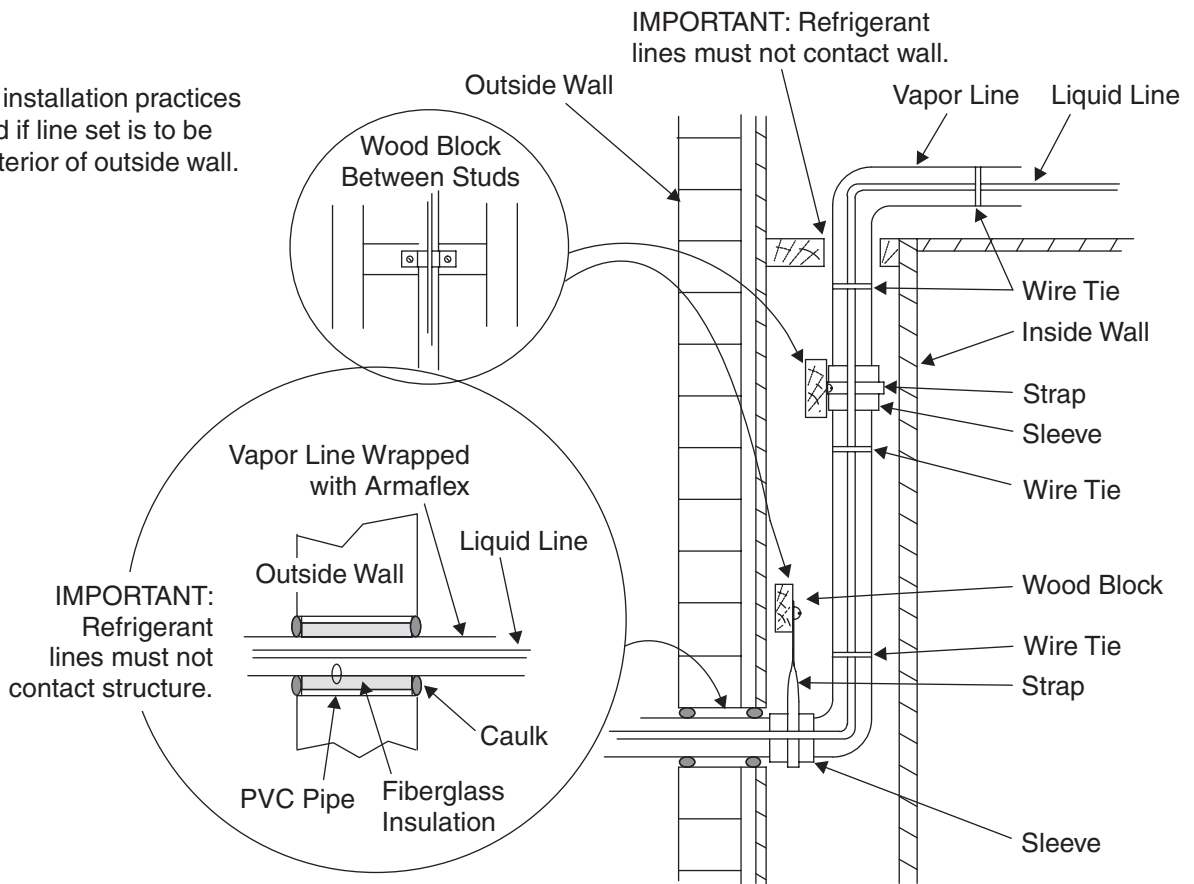 installation practices
if line set is to be
of outside wall.
IMPORTANT: Refrigerant
lines must not contact wall.
Outside Wall
Vapor Line
Liquid Line
Wood Block
Between Studs
Wire Tie
Inside Wall
Strap
Sleeve
Wire Tie
Vapor Line Wrapped
with Armaflex
Liquid Line
Outside Wall
IMPORTANT:
Refrigerant
lines must not
contact structure.
Caulk
PVC Pipe
Fiberglass
Insulation
Wood Block
Wire Tie
Strap
Sleeve